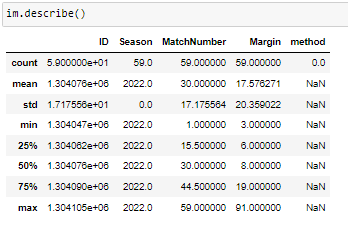 im.describe()
ID Season MatchNumber Margin method
count 5.900000e+01 59.0 59.000000 59.000000 0.0
mean 1.304076e+06 2022.0 30.000000 17.576271 NaN
std 1.717556e+01 0.0 17.175564 20.359022 NaN
min 1.304047e+06 2022.0 1.000000 3.000000 NaN
25% 1.304062e+06 2022.0 15.500000 6.000000 NaN
50% 1.304076e+06 2022.0 30.000000 8.000000 NaN
75% 1.304090e+06 2022.0 44.500000 19.000000 NaN
max 1.304105e+06 2022.0 59.000000 91.000000 NaN